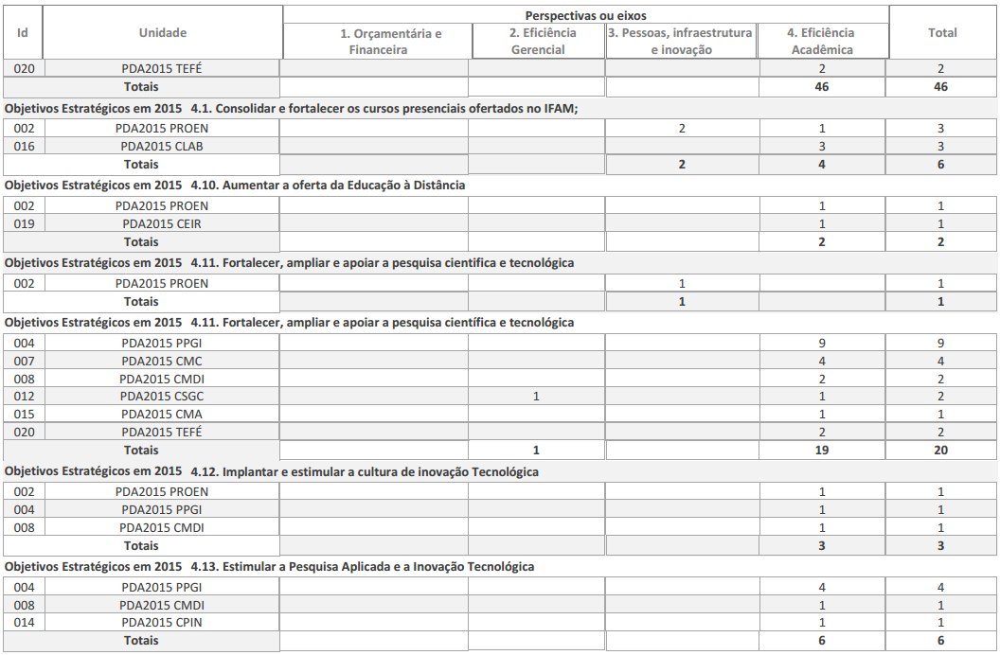 Perspectivas ou eixos
Id Unidade 1. Orçamentária e Financeira 2. Eficiência Gerencial 3. Pessoas, infraestrutura e inovação 4. Eficiência Acadêmica Total
020 PDA2015 TEFÉ 2 2
Totais 46 46
Objetivos Estratégicos em 2015 4.1. Consolidar e fortalecer os cursos presenciais ofertados no IFAM;
002 PDA2015 PROEN 2 1 3
016 PDA2015 CLAB 3 3
Totais 2 4 6
Objetivos Estratégicos em 2015 4.10. Aumentar a oferta da Educação à Distância
002 PDA2015 PROEN 1 1
019 PDA2015 CEIR 1 1
Totais 2 2
Objetivos Estratégicos em 2015 4.11. Fortalecer, ampliar e apoiar a pesquisa cientifica e tecnológica
002 PDA2015 PROEN 1 1
Totais 1 1
Objetivos Estratégicos em 2015 4.11. Fortalecer, ampliar e apoiar a pesquisa científica e tecnológica
004 PDA2015 PPGI 9 9
007 PDA2015 CMC 4 4
008 PDA2015 CMDI 2 2
012 PDA2015 CSGC 1 1 2
015 PDA2015 CMA 1 1
020 PDA2015 TEFÉ 2 2
Totais 1 19 20
Objetivos Estratégicos em 2015 4.12. Implantar e estimular a cultura de inovação Tecnológica
002 PDA2015 PROEN 1 1
004 PDA2015 PPGI 1 1
008 PDA2015 CMDI 1 1
Totais 3 3
Objetivos Estratégicos em 2015 4.13. Estimular a Pesquisa Aplicada e a Inovação Tecnológica
004 PDA2015 PPGI 4 4
008 PDA2015 CMDI 1 1
014 PDA2015 CPIN 1 1
Totais 6 6